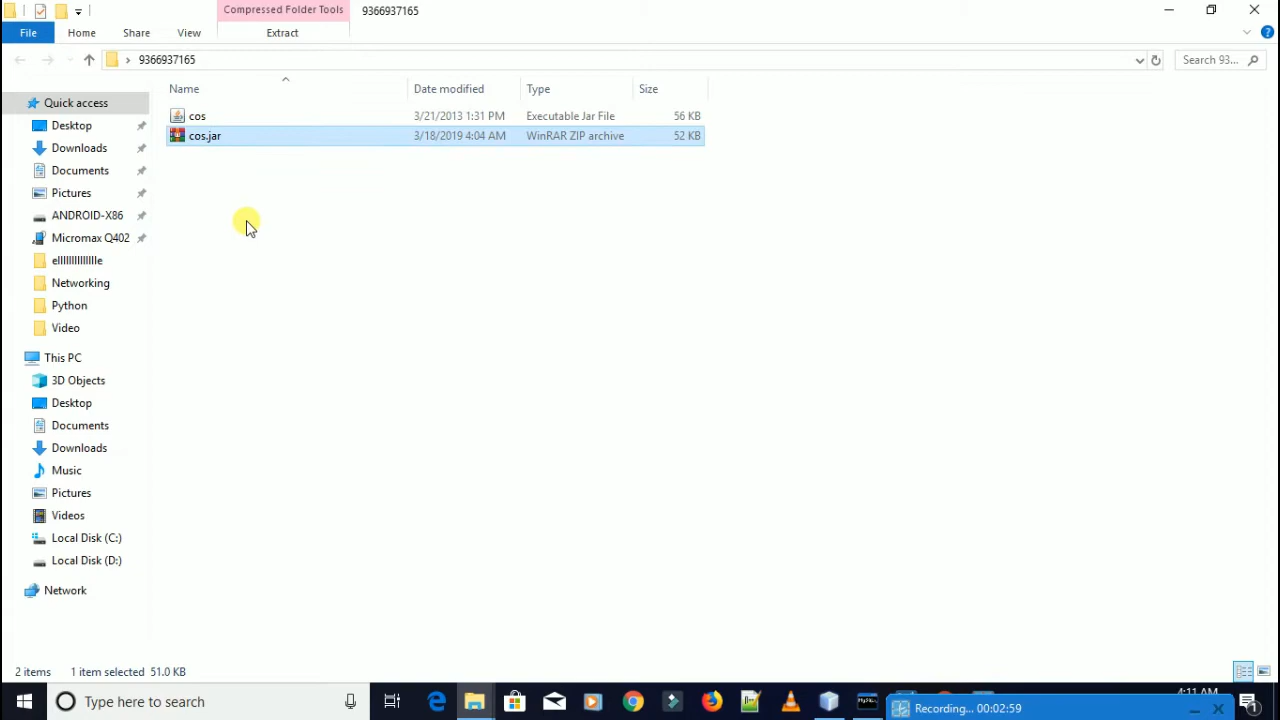 Compressed Folder Tools 9366937165
File Home Share View Extract
9366937165 Search 93...
Name Date modified Type Size
Quick access
cos 3/21/2013 1:31 PM Executable Jar File 56 KB
cos.jar 3/18/2019 4:04 AM WinRAR ZIP archive 52 KB
Desktop
Downloads
Documents
Pictures
ANDROID-X86
Micromax Q402
Networking
Python
Video
This PC
3D Objects
Desktop
Documents
Downloads
Music
Pictures
Videos
Local Disk (C:)
Local Disk (D:)
Network
2 items 1 item selected 51.0 KB
Type here to search
4:11 AM
Recording... 00:02:59
1